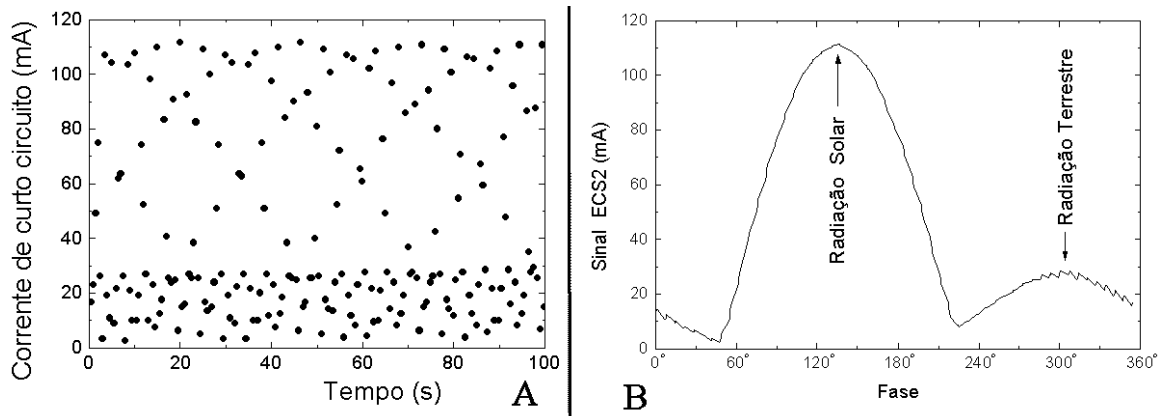 Corrente de curto circuito (mA)
120
100
80
60
40
20
0
0 20 40 60 80 100
Tempo (s)
A
Sinal ECS2 (mA)
120
100
80
60
40
20
0
Radiação Solar
Radiação Terrestre
0° 60° 120° 180° 240° 300° 360°
Fase
B